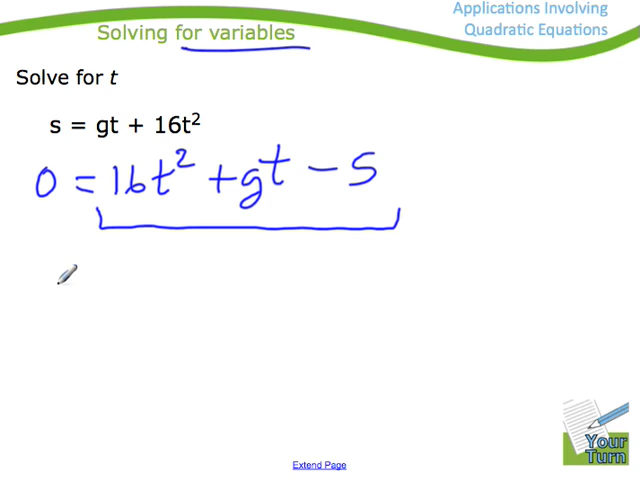 Applications Involving
Quadratic Equations
Solving for variables
Solve for t
s = gt + 16t²
0 = 16t² + gt - s
Your
Turn
Extend Page